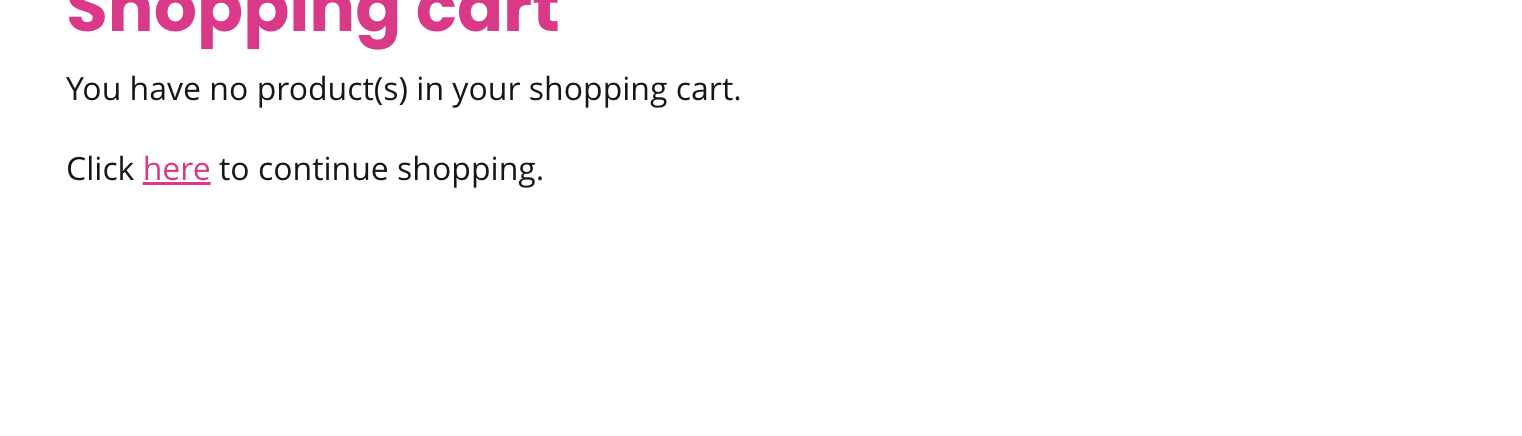 Shopping cart
You have no product(s) in your shopping cart.
Click here to continue shopping.